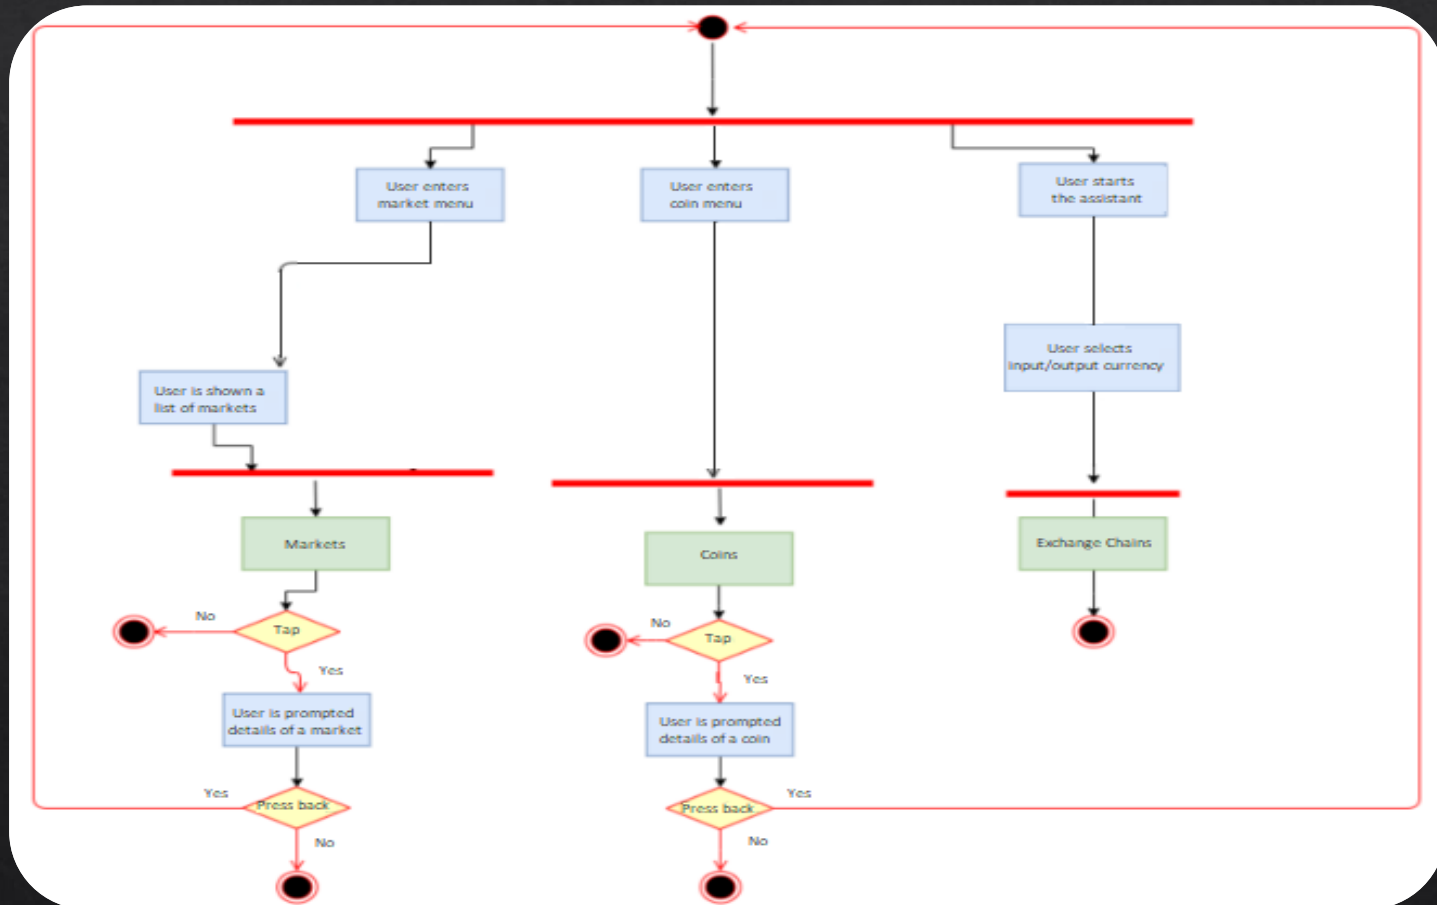 User enters
market menu
User enters
coin menu
User starts
the assistant
User selects
input/output currency
User is shown a
list of markets
Markets
Coins
Exchange Chains
No
Tap
Yes
No
Tap
Yes
User is prompted
details of a market
User is prompted
details of a coin
Yes
Press back
No
Press back
Yes
No